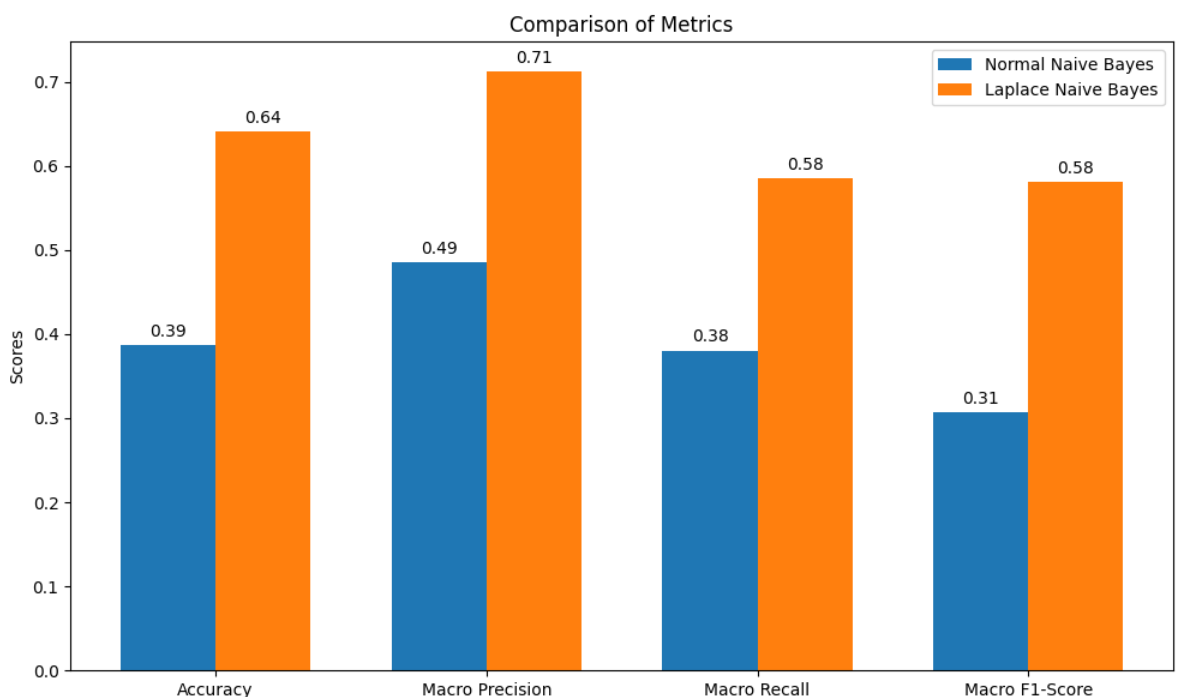 Comparison of Metrics
Normal Naive Bayes
Laplace Naive Bayes
Scores
0.7
0.6
0.5
0.4
0.3
0.2
0.1
0.0
0.39
0.64
0.49
0.71
0.38
0.58
0.31
0.58
Accuracy
Macro Precision
Macro Recall
Macro F1-Score